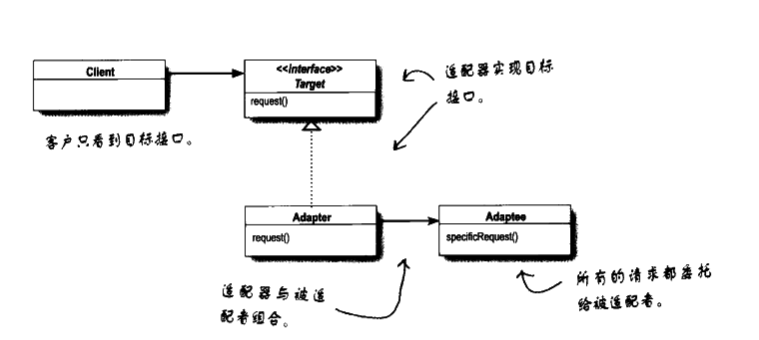 Client
<<interface>>
Target
request()
适配器实现目标
接口。
客户只看到目标接口。
Adapter
request()
Adaptee
specificRequest()
适配器与被适
配者组合。
所有的请求都委托
给被适配者。